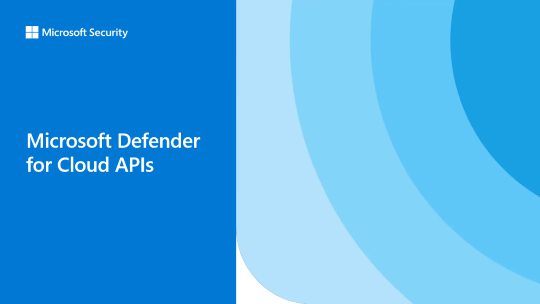 Microsoft Security
Microsoft Defender
for Cloud APIs